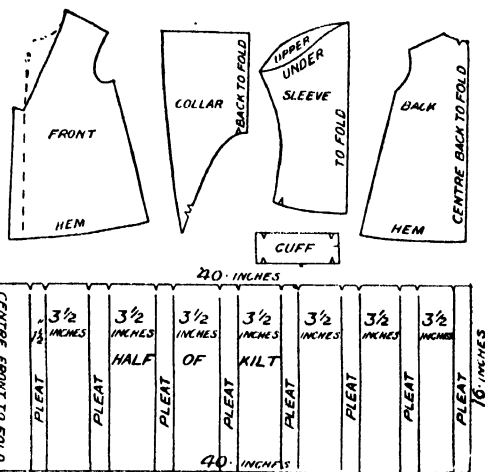 FRONT
HEM
COLLAR
BACK TO FOLD
UPPER
UNDER
SLEEVE
TO FOLD
BACK
CENTRE BACK TO FOLD
HEM
CUFF
40. INCHES
CENTRE FRONT TO FOLD
1½"
PLEAT
3½
INCHES
PLEAT
3½
INCHES
HALF
PLEAT
3½
INCHES
OF
PLEAT
3½
INCHES
KILT
PLEAT
3½
INCHES
PLEAT
3½
INCHES
PLEAT
3½
INCHES
PLEAT
16. INCHES
40. INCHES